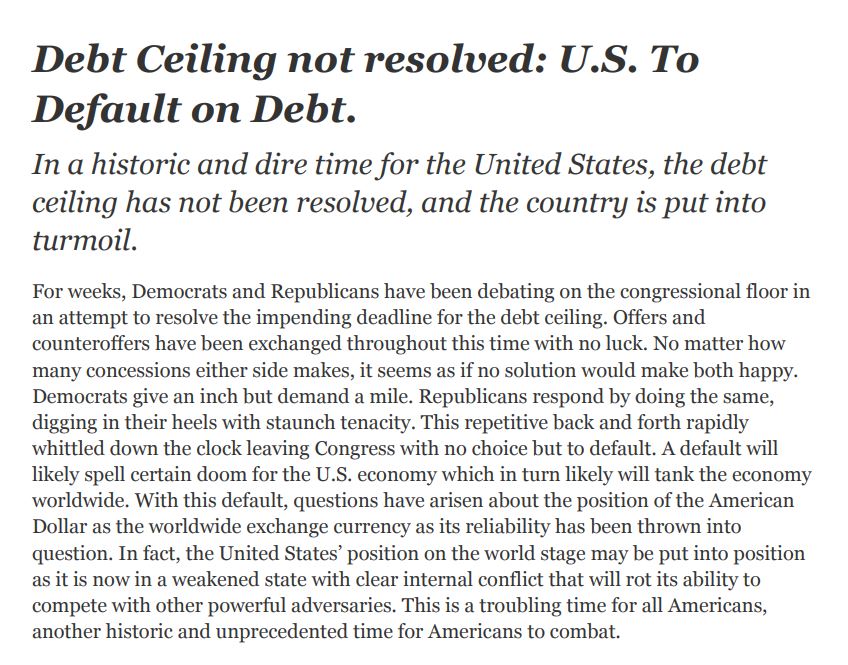 Debt Ceiling not resolved: U.S. To
Default on Debt.
In a historic and dire time for the United States, the debt
ceiling has not been resolved, and the country is put into
turmoil.
For weeks, Democrats and Republicans have been debating on the congressional floor in
an attempt to resolve the impending deadline for the debt ceiling. Offers and
counteroffers have been exchanged throughout this time with no luck. No matter how
many concessions either side makes, it seems as if no solution would make both happy.
Democrats give an inch but demand a mile. Republicans respond by doing the same,
digging in their heels with staunch tenacity. This repetitive back and forth rapidly
whittled down the clock leaving Congress with no choice but to default. A default will
likely spell certain doom for the U.S. economy which in turn likely will tank the economy
worldwide. With this default, questions have arisen about the position of the American
Dollar as the worldwide exchange currency as its reliability has been thrown into
question. In fact, the United States’ position on the world stage may be put into position
as it is now in a weakened state with clear internal conflict that will rot its ability to
compete with other powerful adversaries. This is a troubling time for all Americans,
another historic and unprecedented time for Americans to combat.